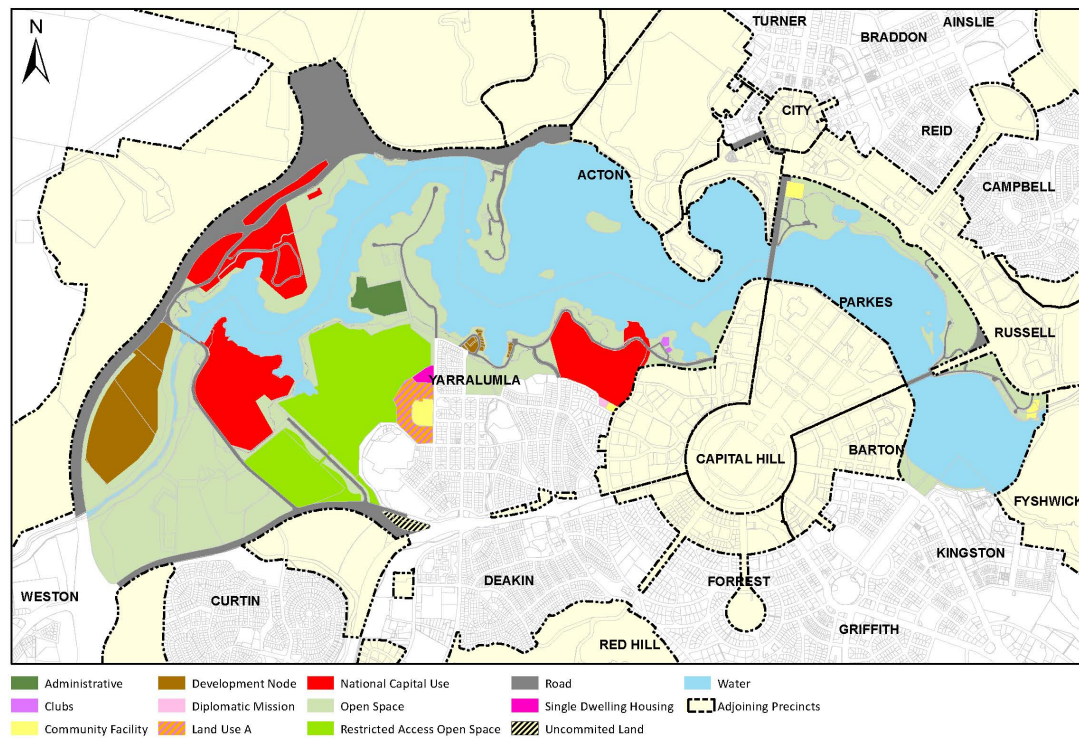 N
TURNER
AINSLIE
BRADDON
CITY
REID
ACTON
CAMPBELL
PARKES
RUSSELL
YARRALUMLA
BARTON
CAPITAL HILL
FYSHWICK
KINGSTON
DEAKIN
FORREST
WESTON
CURTIN
GRIFFITH
RED HILL
Administrative
Development Node
National Capital Use
Road
Water
Clubs
Diplomatic Mission
Open Space
Single Dwelling Housing
Adjoining Precincts
Community Facility
Land Use A
Restricted Access Open Space
Uncommited Land